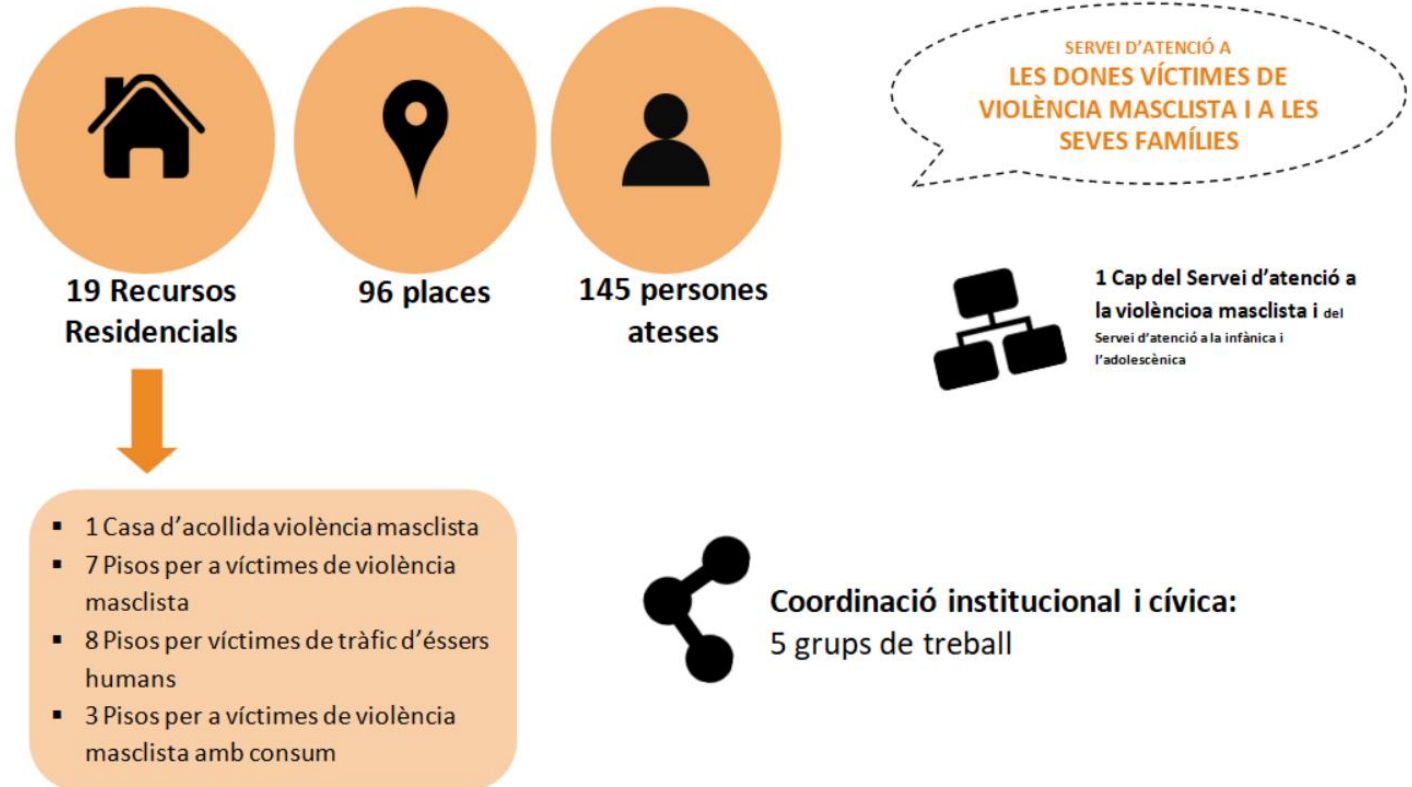 SERVEI D'ATENCIÓ A
LES DONES VÍCTIMES DE
VIOLÈNCIA MASCLISTA I A LES
SEVES FAMÍLIES
19 Recursos
Residencials
96 places
145 persones
ateses
1 Cap del Servei d'atenció a
la violèncioa masclista i del
Servei d'atenció a la infànica i
l'adolescènica
▪ 1 Casa d'acollida violència masclista
▪ 7 Pisos per a víctimes de violència
masclista
▪ 8 Pisos per víctimes de tràfic d'éssers
humans
▪ 3 Pisos per a víctimes de violència
masclista amb consum
Coordinació institucional i cívica:
5 grups de treball